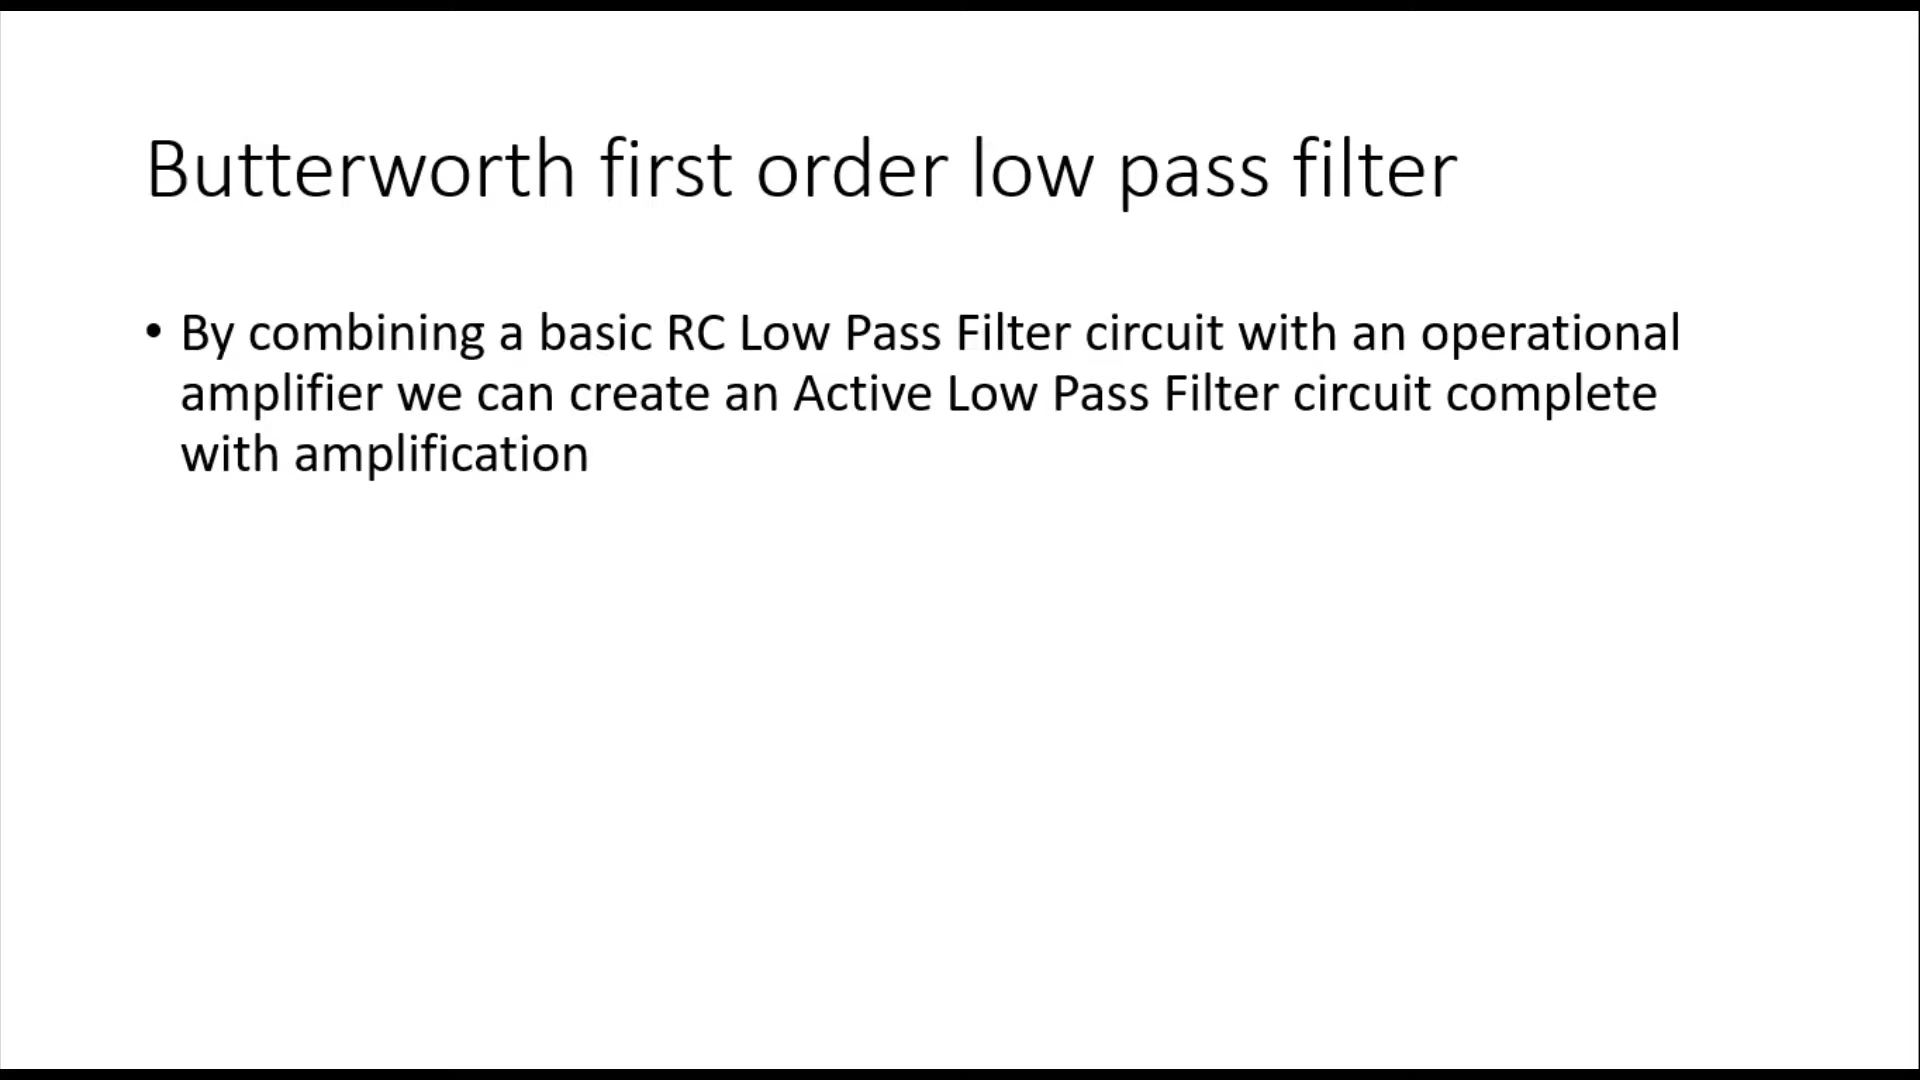 Butterworth first order low pass filter
• By combining a basic RC Low Pass Filter circuit with an operational
amplifier we can create an Active Low Pass Filter circuit complete
with amplification